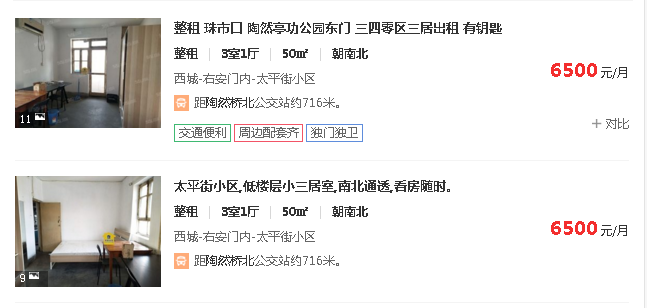 整租 珠市口 陶然亭功公园东门 三四零区三居出租 有钥匙
整租 3室1厅 50㎡ 朝南北
西城-右安门内-太平街小区
距陶然桥北公交站约716米。
交通便利 周边配套齐 独门独卫
6500元/月
+ 对比
11
太平街小区,低楼层小三居室,南北通透,看房随时。
整租 3室1厅 50㎡ 朝南北
西城-右安门内-太平街小区
距陶然桥北公交站约716米。
6500元/月
9